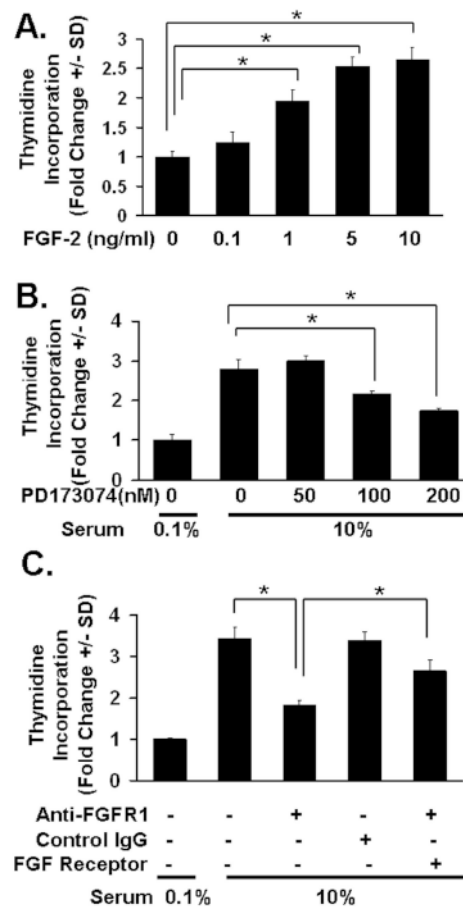 A.
* 
*
*
Thymidine
Incorporation
(Fold Change +/- SD)
3
2.5
2
1.5
1
0.5
0
FGF-2 (ng/ml) 0 0.1 1 5 10
B.
*
*
Thymidine
Incorporation
(Fold Change +/- SD)
4
3
2
1
0
PD173074(nM) 0 0 50 100 200
Serum 0.1% 10%
C.
* *
Thymidine
Incorporation
(Fold Change +/- SD)
4
3
2
1
0
Anti-FGFR1 - - + - +
Control IgG - - - + -
FGF Receptor - - - - +
Serum 0.1% 10%